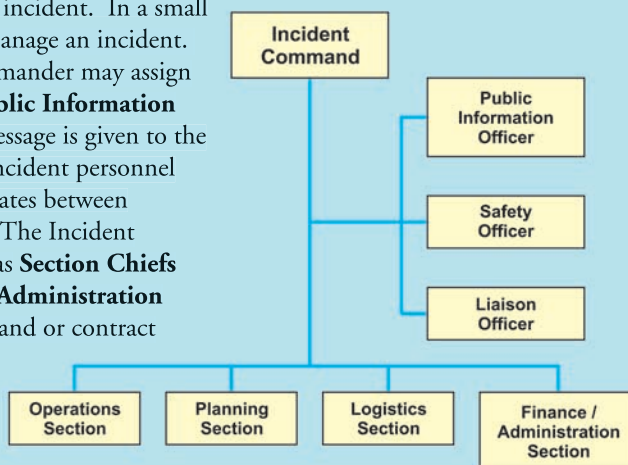 incident. In a small
anage an incident.
mander may assign
blic Information
essage is given to the
ncident personnel
ates between
The Incident
as Section Chiefs
Administration
and or contract
Incident
Command
Public
Information
Officer
Safety
Officer
Liaison
Officer
Operations
Section
Planning
Section
Logistics
Section
Finance /
Administration
Section